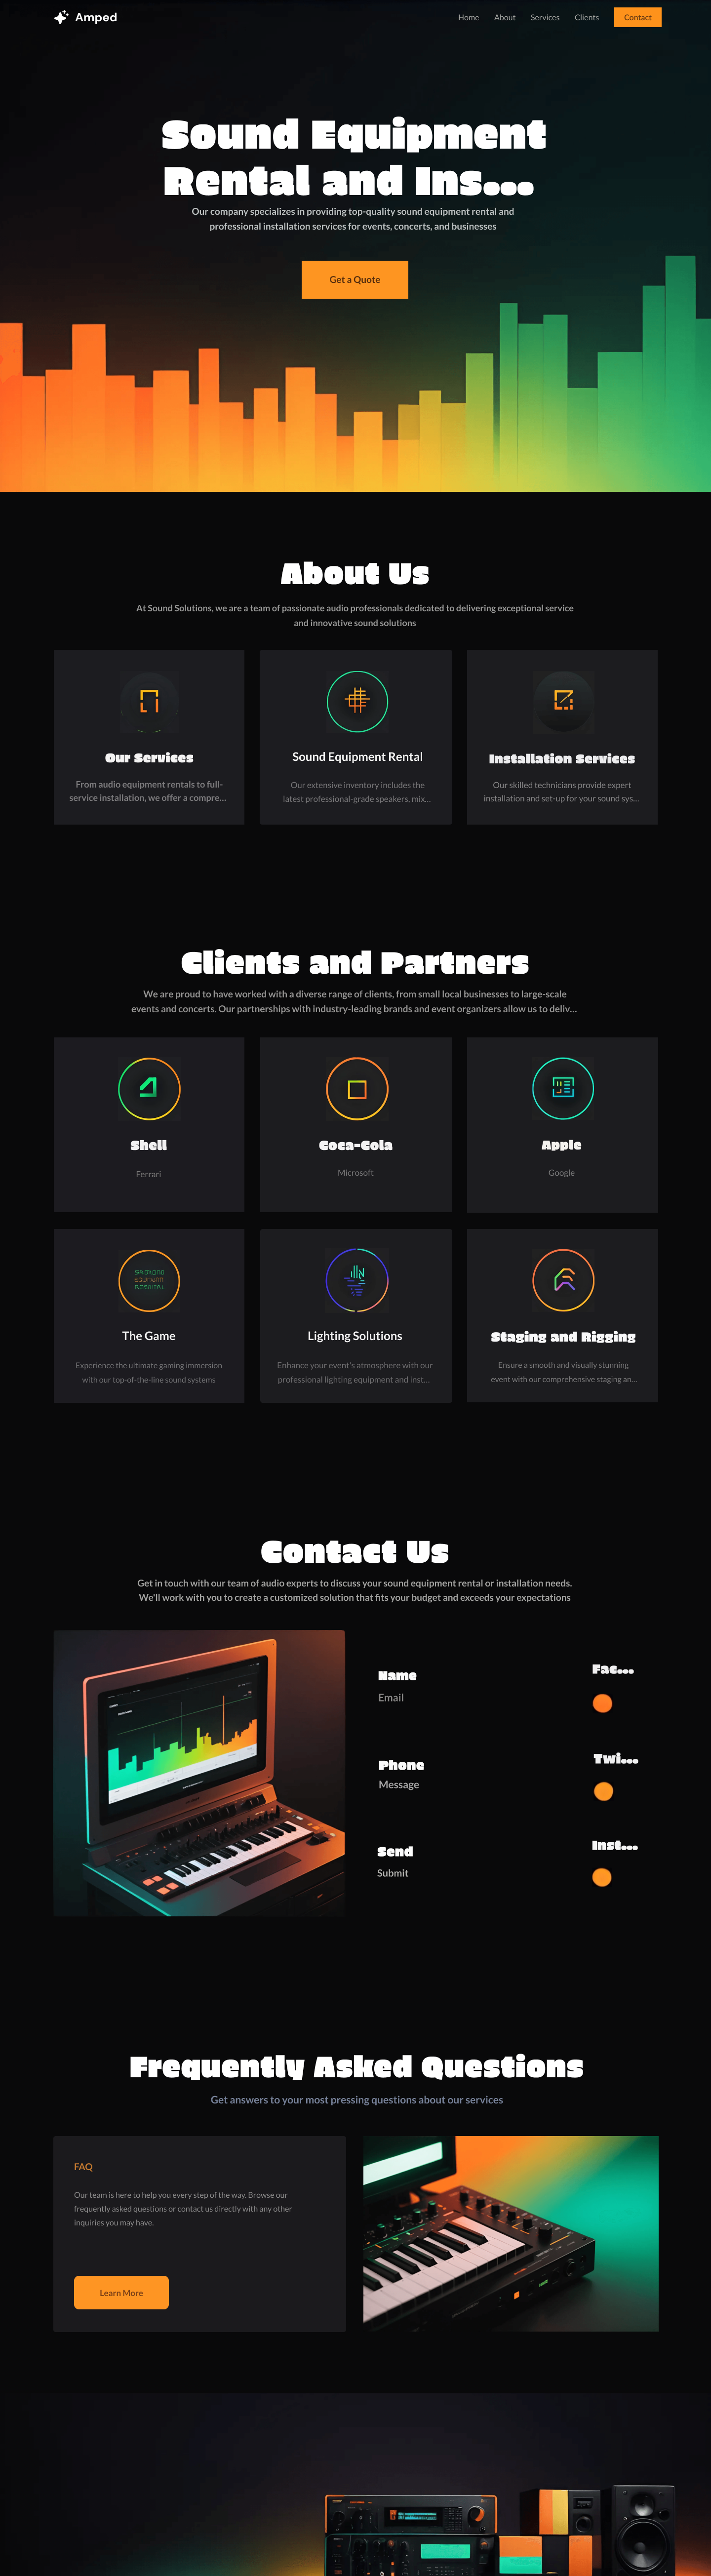 Amped
Home About Services Clients Contact
Sound Equipment
Rental and Ins...
Our company specializes in providing top-quality sound equipment rental and
professional installation services for events, concerts, and businesses
Get a Quote
About Us
At Sound Solutions, we are a team of passionate audio professionals dedicated to delivering exceptional service
and innovative sound solutions
Our Services
From audio equipment rentals to full-
service installation, we offer a compre...
Sound Equipment Rental
Our extensive inventory includes the
latest professional-grade speakers, mix...
Installation Services
Our skilled technicians provide expert
installation and set-up for your sound sys...
Clients and Partners
We are proud to have worked with a diverse range of clients, from small local businesses to large-scale
events and concerts. Our partnerships with industry-leading brands and event organizers allow us to deliv...
Shell
Ferrari
Coca-Cola
Microsoft
Apple
Google
The Game
Experience the ultimate gaming immersion
with our top-of-the-line sound systems
Lighting Solutions
Enhance your event's atmosphere with our
professional lighting equipment and inst...
Staging and Rigging
Ensure a smooth and visually stunning
event with our comprehensive staging an...
Contact Us
Get in touch with our team of audio experts to discuss your sound equipment rental or installation needs.
We'll work with you to create a customized solution that fits your budget and exceeds your expectations
Name
Email
Fac...
Phone
Message
Twi...
Send
Submit
Inst...
Frequently Asked Questions
Get answers to your most pressing questions about our services
FAQ
Our team is here to help you every step of the way. Browse our
frequently asked questions or contact us directly with any other
inquiries you may have.
Learn More